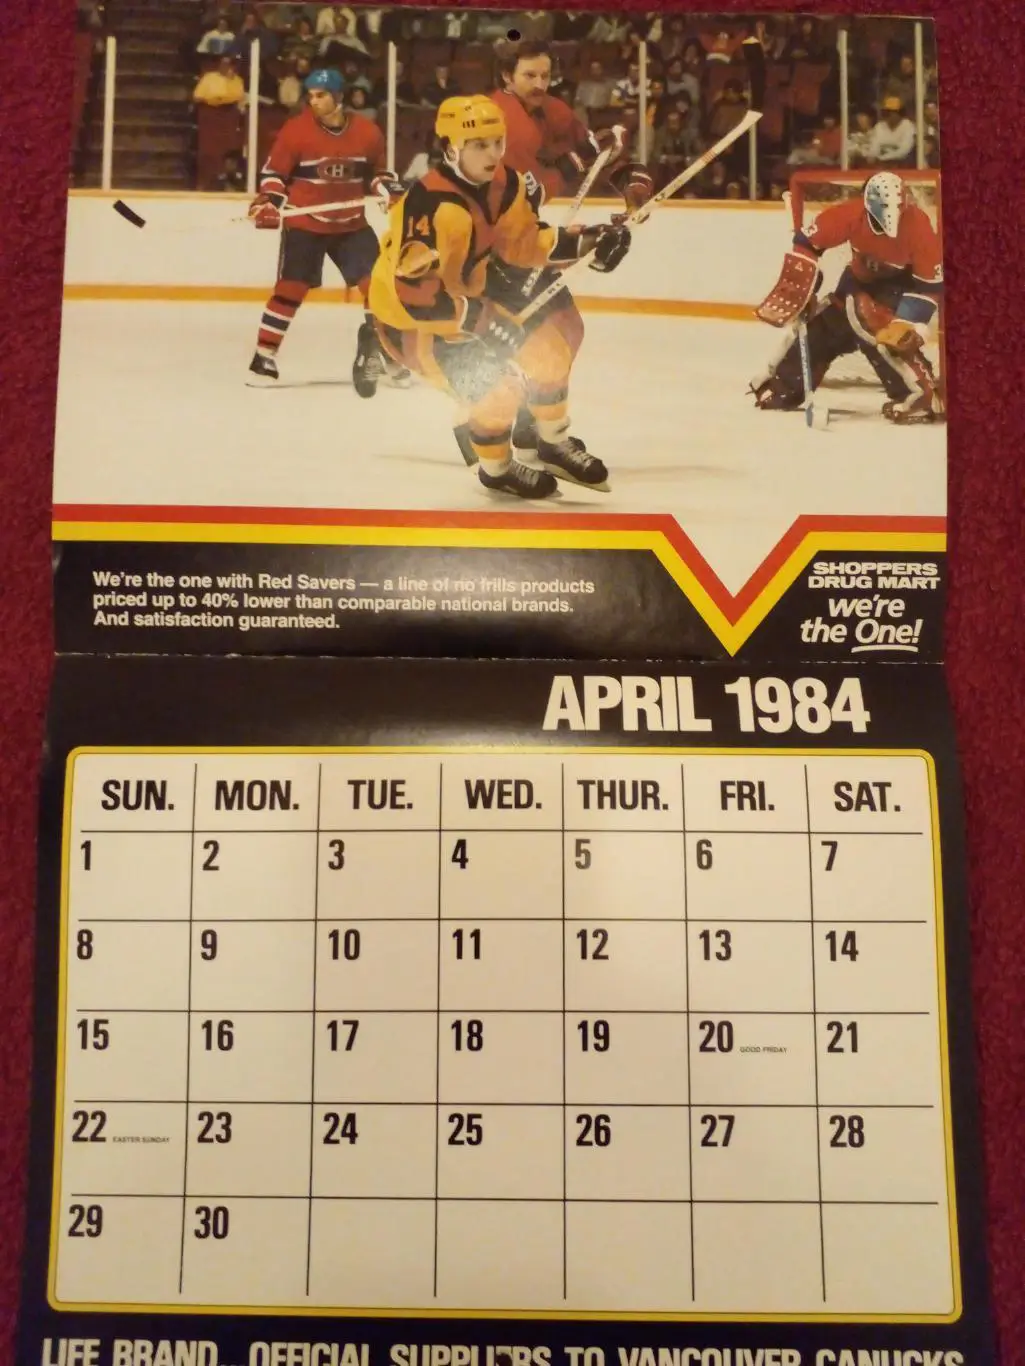 14
H
We're the one with Red Savers — a line of no frills products
priced up to 40% lower than comparable national brands.
And satisfaction guaranteed.
SHOPPERS
DRUG MART
we're
the One!
APRIL 1984
SUN. MON. TUE. WED. THUR. FRI. SAT.
1 2 3 4 5 6 7
8 9 10 11 12 13 14
15 16 17 18 19 20 GOOD FRIDAY 21
22 EASTER SUNDAY 23 24 25 26 27 28
29 30
LIFE BRAND... OFFICIAL SUPPLIERS TO VANCOUVER CANUCKS